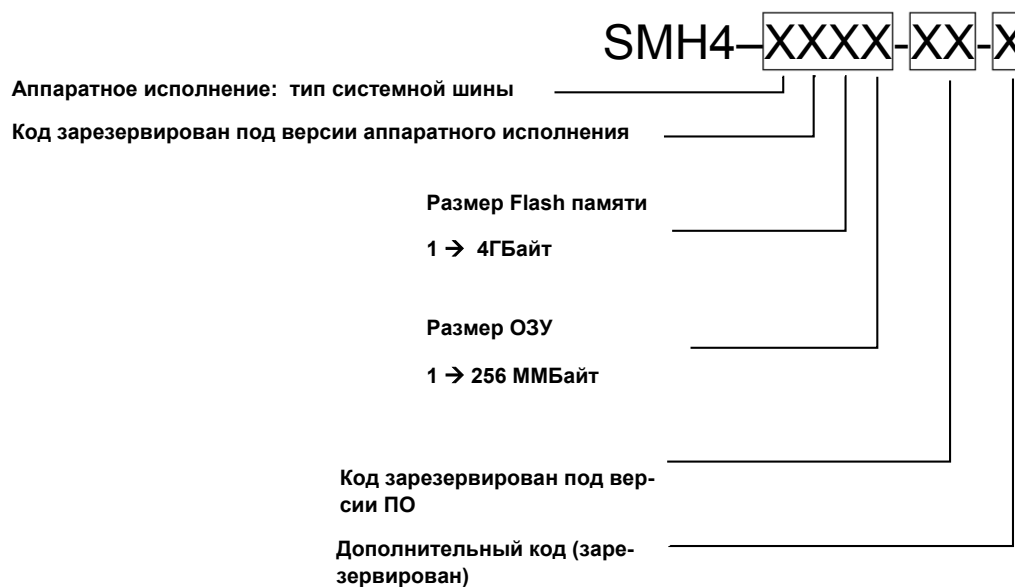 SMH4–XXXX-XX-X
Аппаратное исполнение: тип системной шины
Код зарезервирован под версии аппаратного исполнения
Размер Flash памяти
1 → 4ГБайт
Размер ОЗУ
1 → 256 ММБайт
Код зарезервирован под вер-
сии ПО
Дополнительный код (заре-
зервирован)